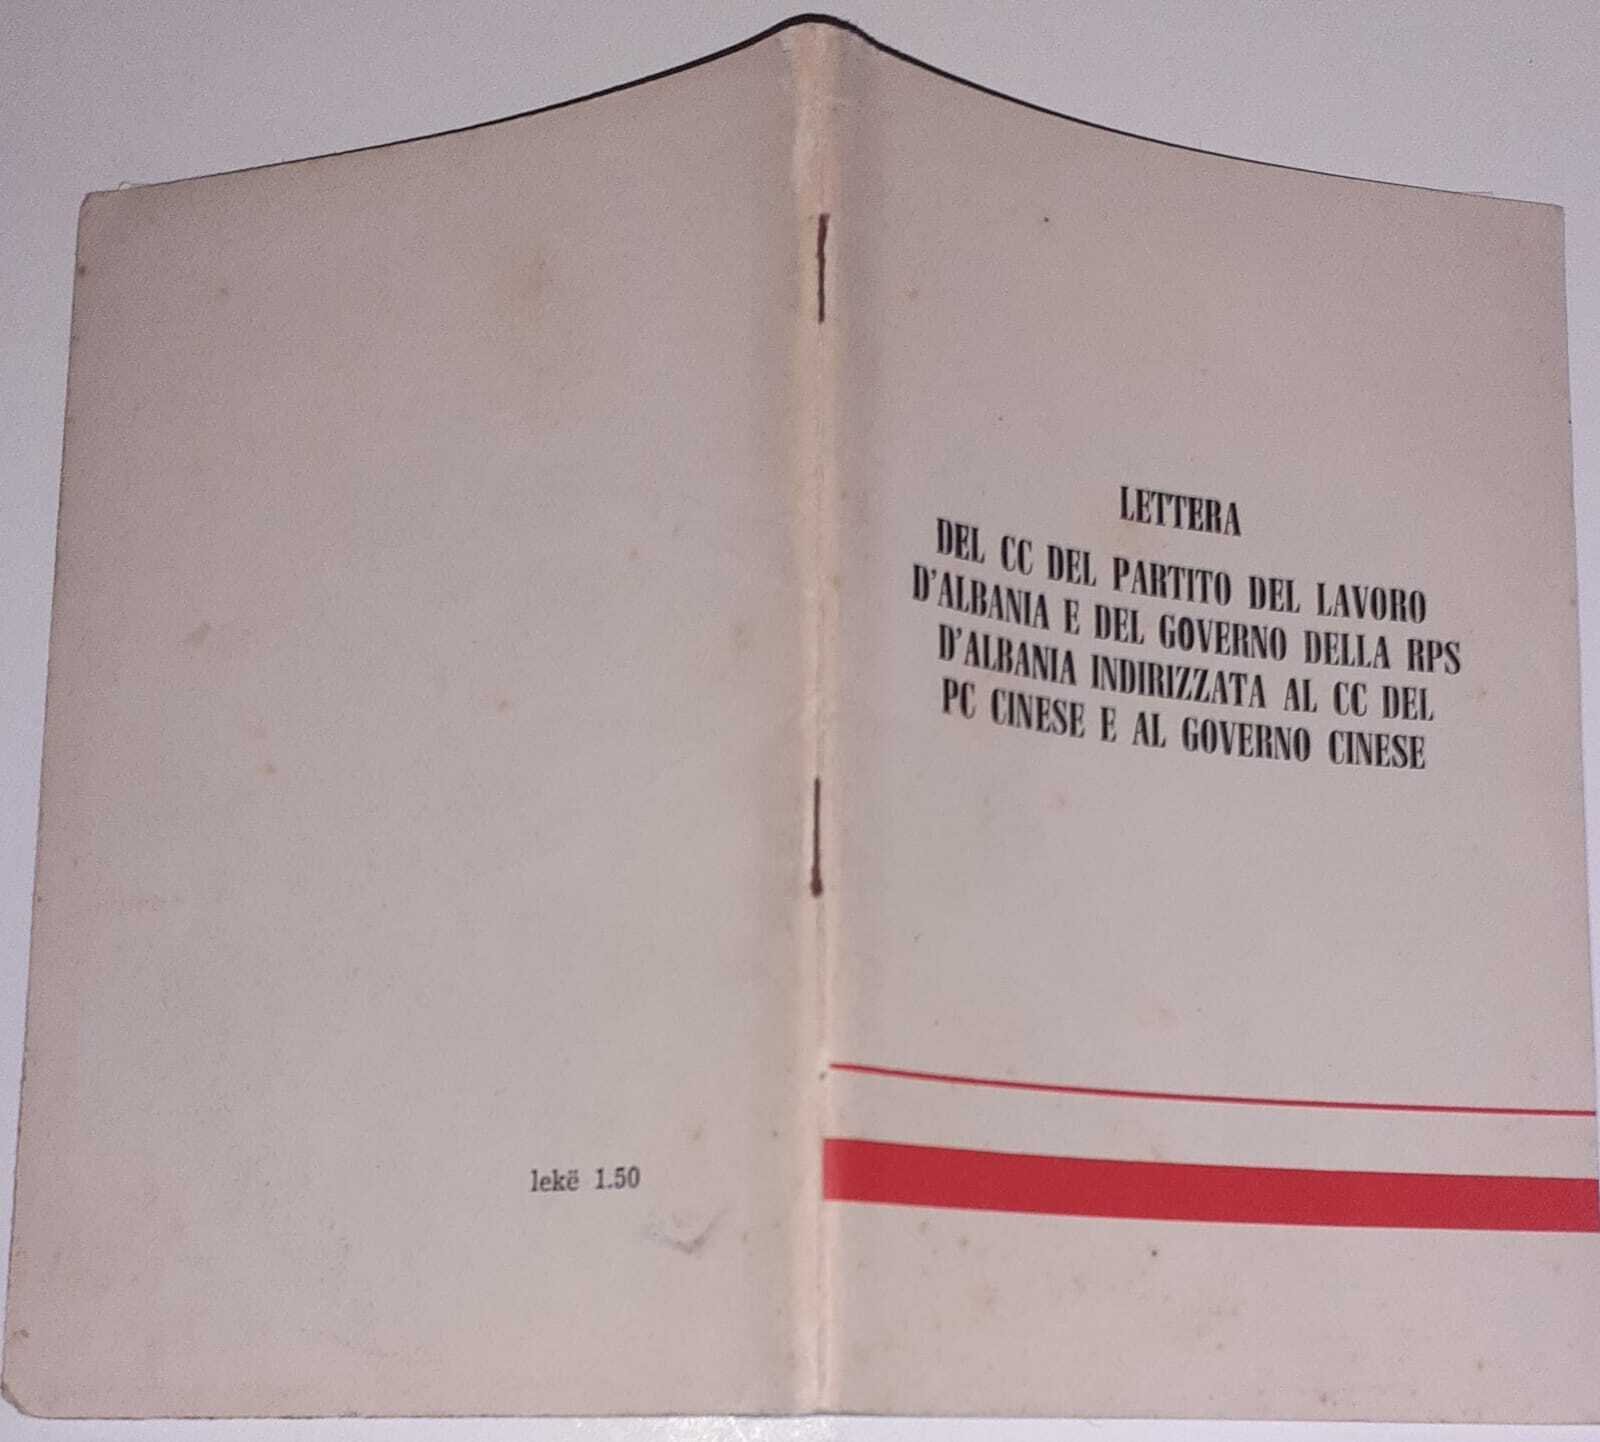 LETTERA
DEL CC DEL PARTITO DEL LAVORO
D'ALBANIA E DEL GOVERNO DELLA RPS
D'ALBANIA INDIRIZZATA AL CC DEL
PC CINESE E AL GOVERNO CINESE
lekë 1.50